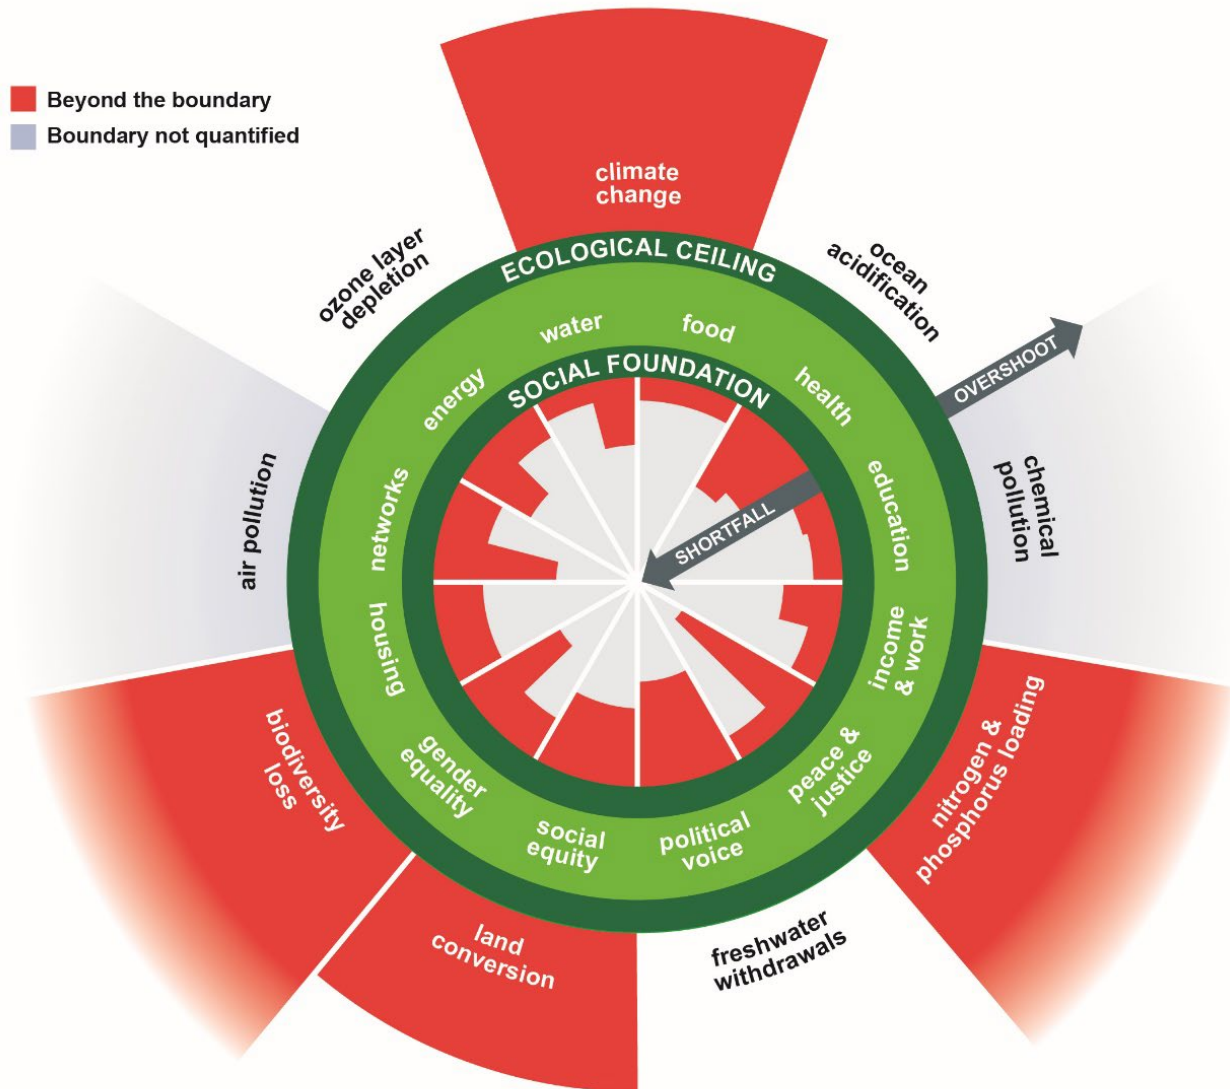 Beyond the boundary
Boundary not quantified
climate
change
ECOLOGICAL CEILING
ozone layer
depletion
ocean
acidification
OVERSHOOT
water
food
SOCIAL FOUNDATION
energy
health
networks
education
SHORTFALL
air pollution
chemical
pollution
housing
income
& work
gender
equality
peace &
justice
social
equity
political
voice
biodiversity
loss
nitrogen &
phosphorus loading
land
conversion
freshwater
withdrawals